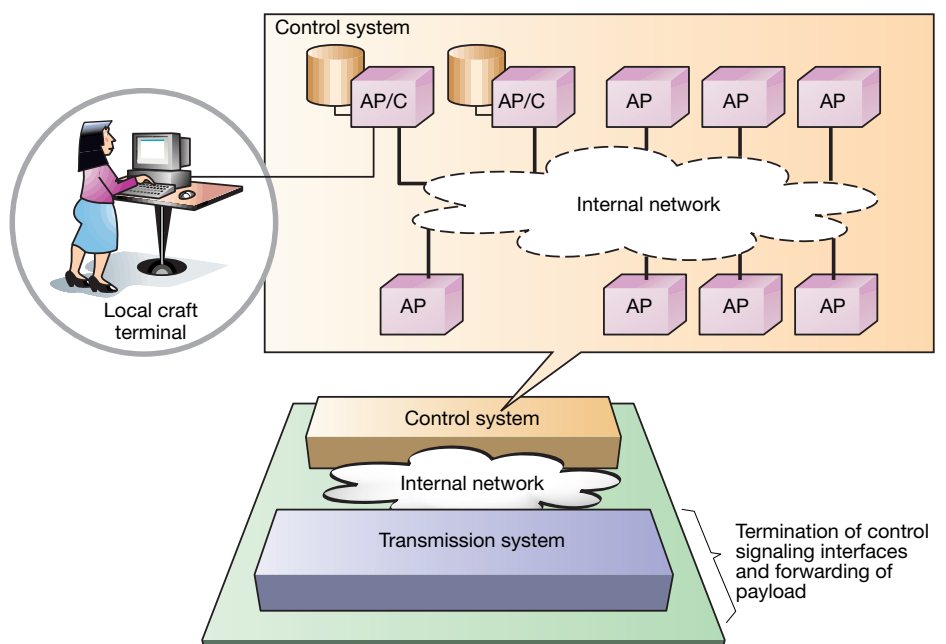 Control system
AP/C
AP/C
AP
AP
AP
Internal network
AP
AP
AP
AP
Local craft
terminal
Control system
Internal network
Transmission system
Termination of control
signaling interfaces
and forwarding of
payload